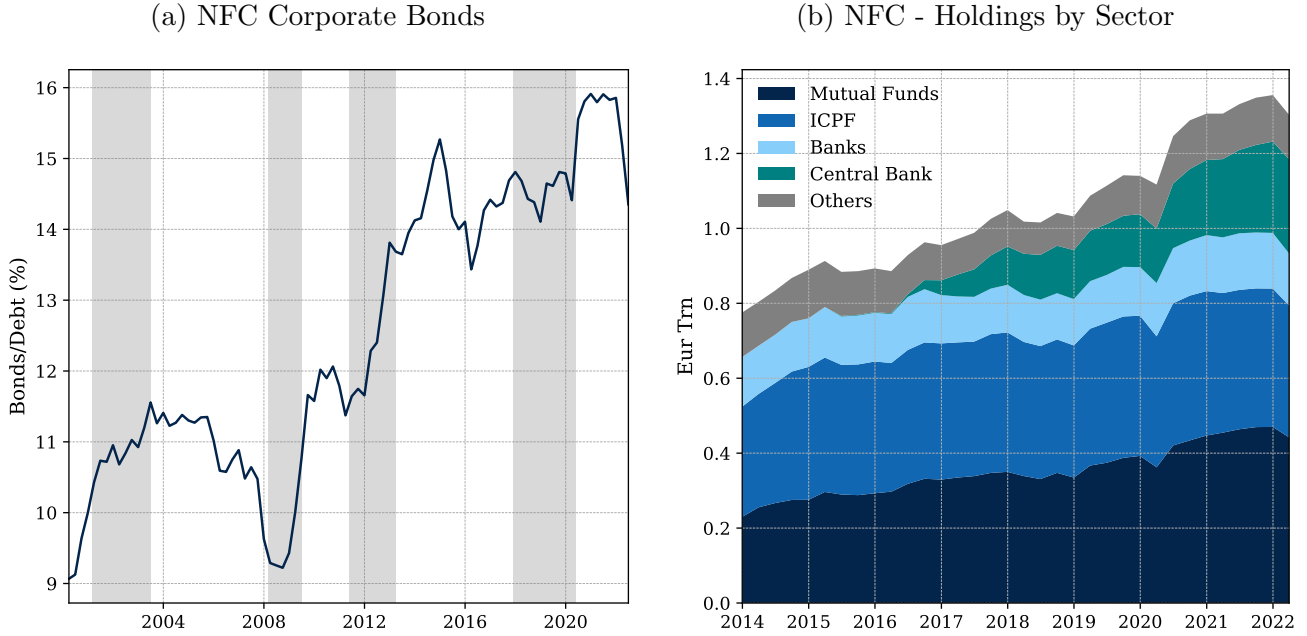 (a) NFC Corporate Bonds
16
15
14
13
12
11
10
9
Bonds/Debt (%)
2004 2008 2012 2016 2020
(b) NFC - Holdings by Sector
1.4
1.2
1.0
0.8
0.6
0.4
0.2
0.0
Eur Trn
Mutual Funds
ICPF
Banks
Central Bank
Others
2014 2015 2016 2017 2018 2019 2020 2021 2022